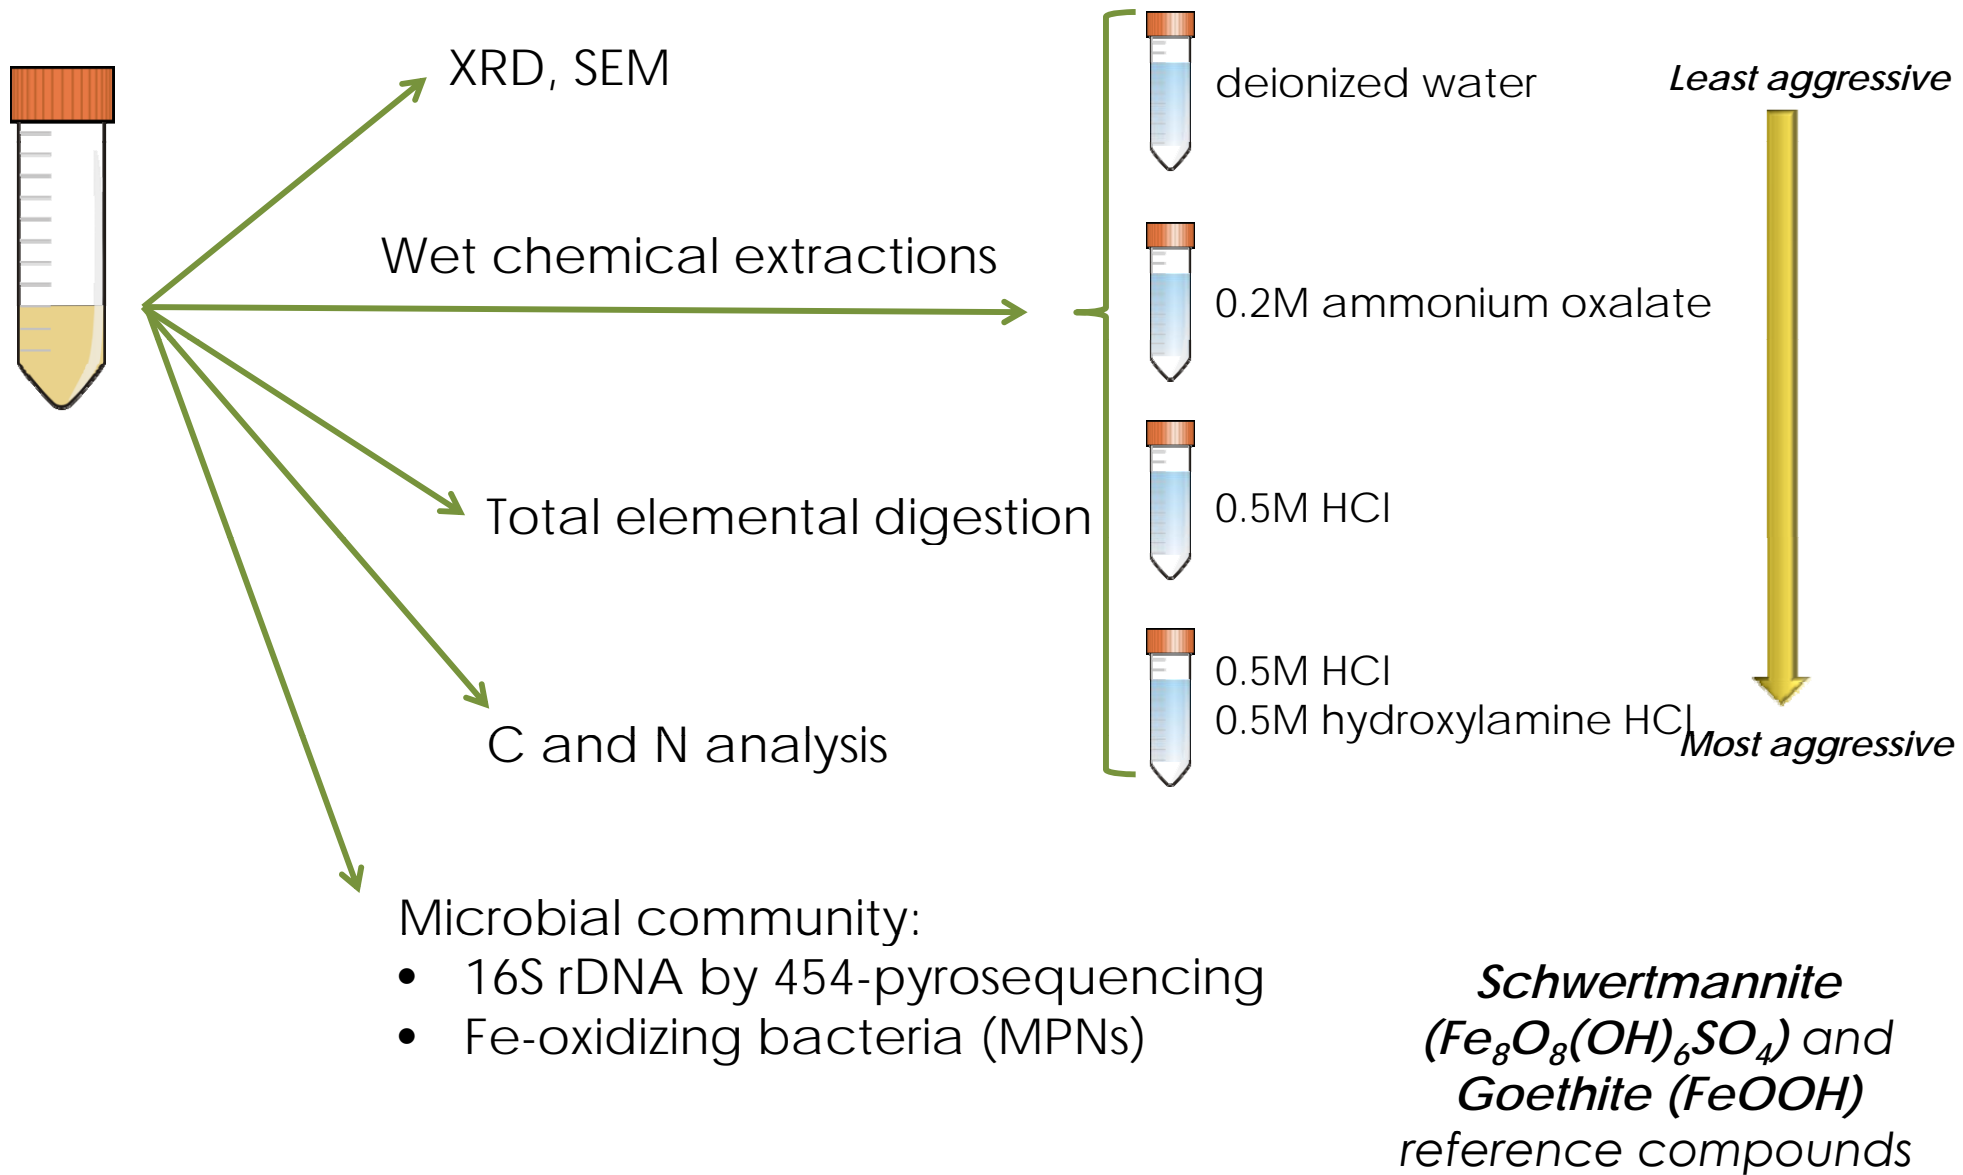 XRD, SEM
Wet chemical extractions
Total elemental digestion
C and N analysis
Microbial community:
• 16S rDNA by 454-pyrosequencing
• Fe-oxidizing bacteria (MPNs)
deionized water
0.2M ammonium oxalate
0.5M HCl
0.5M HCl
0.5M hydroxylamine HCl
Least aggressive
Most aggressive
Schwertmannite
(Fe₈O₈(OH)₆SO₄) and
Goethite (FeOOH)
reference compounds